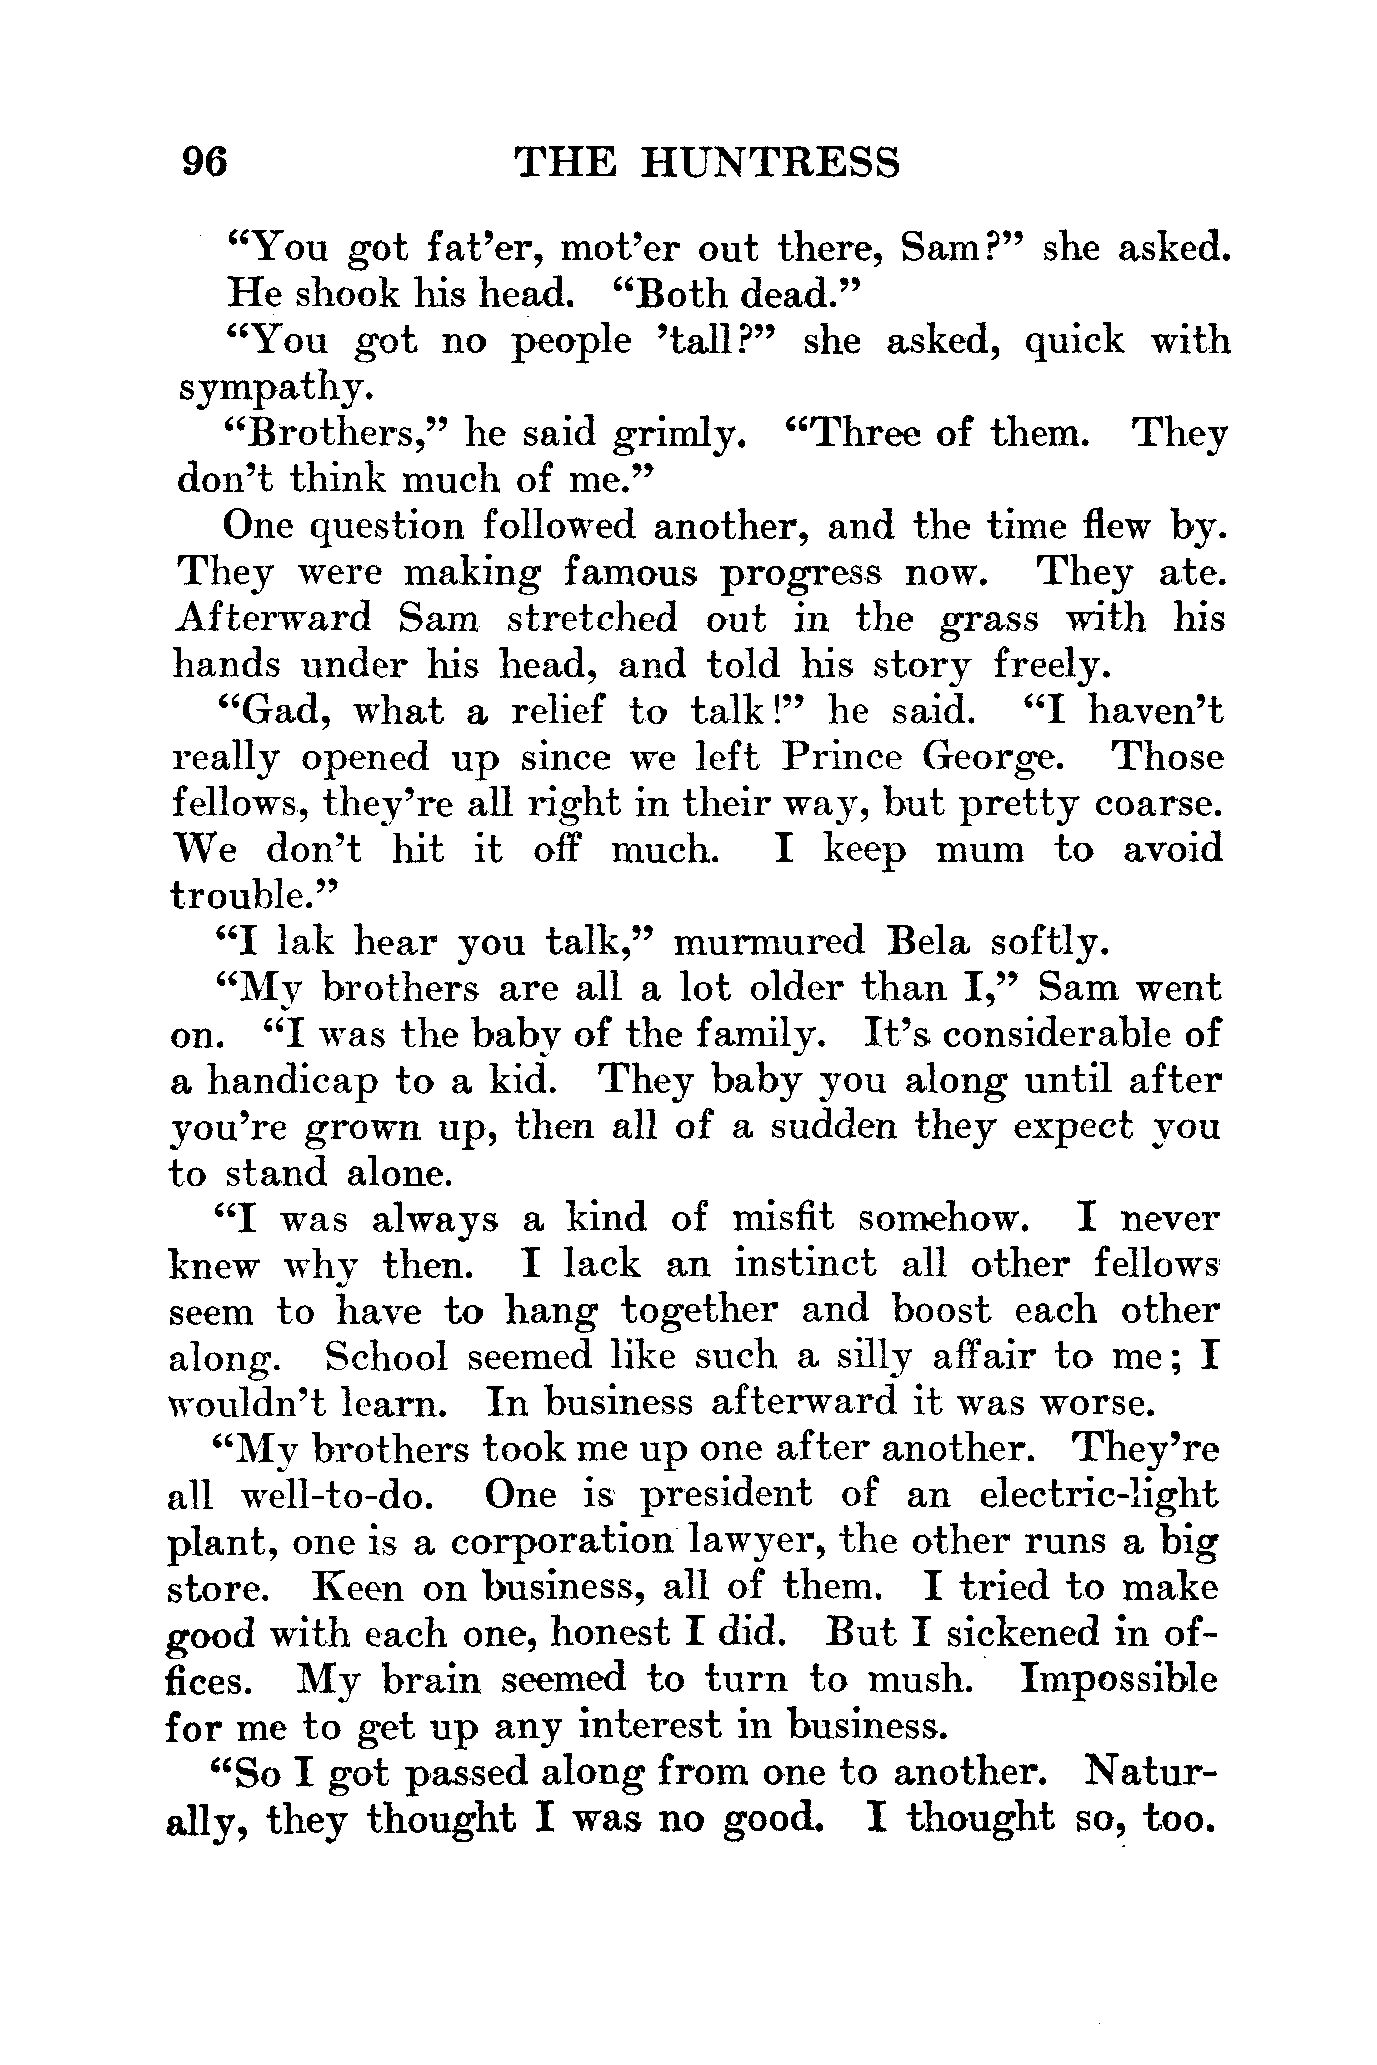 96 THE HUNTRESS
“You got fat’er, mot’er out there, Sam?” she asked.
He shook his head. “Both dead.”
“You got no people ’tall?” she asked, quick with
sympathy.
“Brothers,” he said grimly. “Three of them. They
don’t think much of me.”
One question followed another, and the time flew by.
They were making famous progress now. They ate.
Afterward Sam stretched out in the grass with his
hands under his head, and told his story freely.
“Gad, what a relief to talk!” he said. “I haven’t
really opened up since we left Prince George. Those
fellows, they’re all right in their way, but pretty coarse.
We don’t hit it off much. I keep mum to avoid
trouble.”
“I lak hear you talk,” murmured Bela softly.
“My brothers are all a lot older than I,” Sam went
on. “I was the baby of the family. It’s considerable of
a handicap to a kid. They baby you along until after
you’re grown up, then all of a sudden they expect you
to stand alone.
“I was always a kind of misfit somehow. I never
knew why then. I lack an instinct all other fellows
seem to have to hang together and boost each other
along. School seemed like such a silly affair to me; I
wouldn’t learn. In business afterward it was worse.
“My brothers took me up one after another. They’re
all well-to-do. One is president of an electric-light
plant, one is a corporation lawyer, the other runs a big
store. Keen on business, all of them. I tried to make
good with each one, honest I did. But I sickened in of-
fices. My brain seemed to turn to mush. Impossible
for me to get up any interest in business.
“So I got passed along from one to another. Natur-
ally, they thought I was no good. I thought so, too.